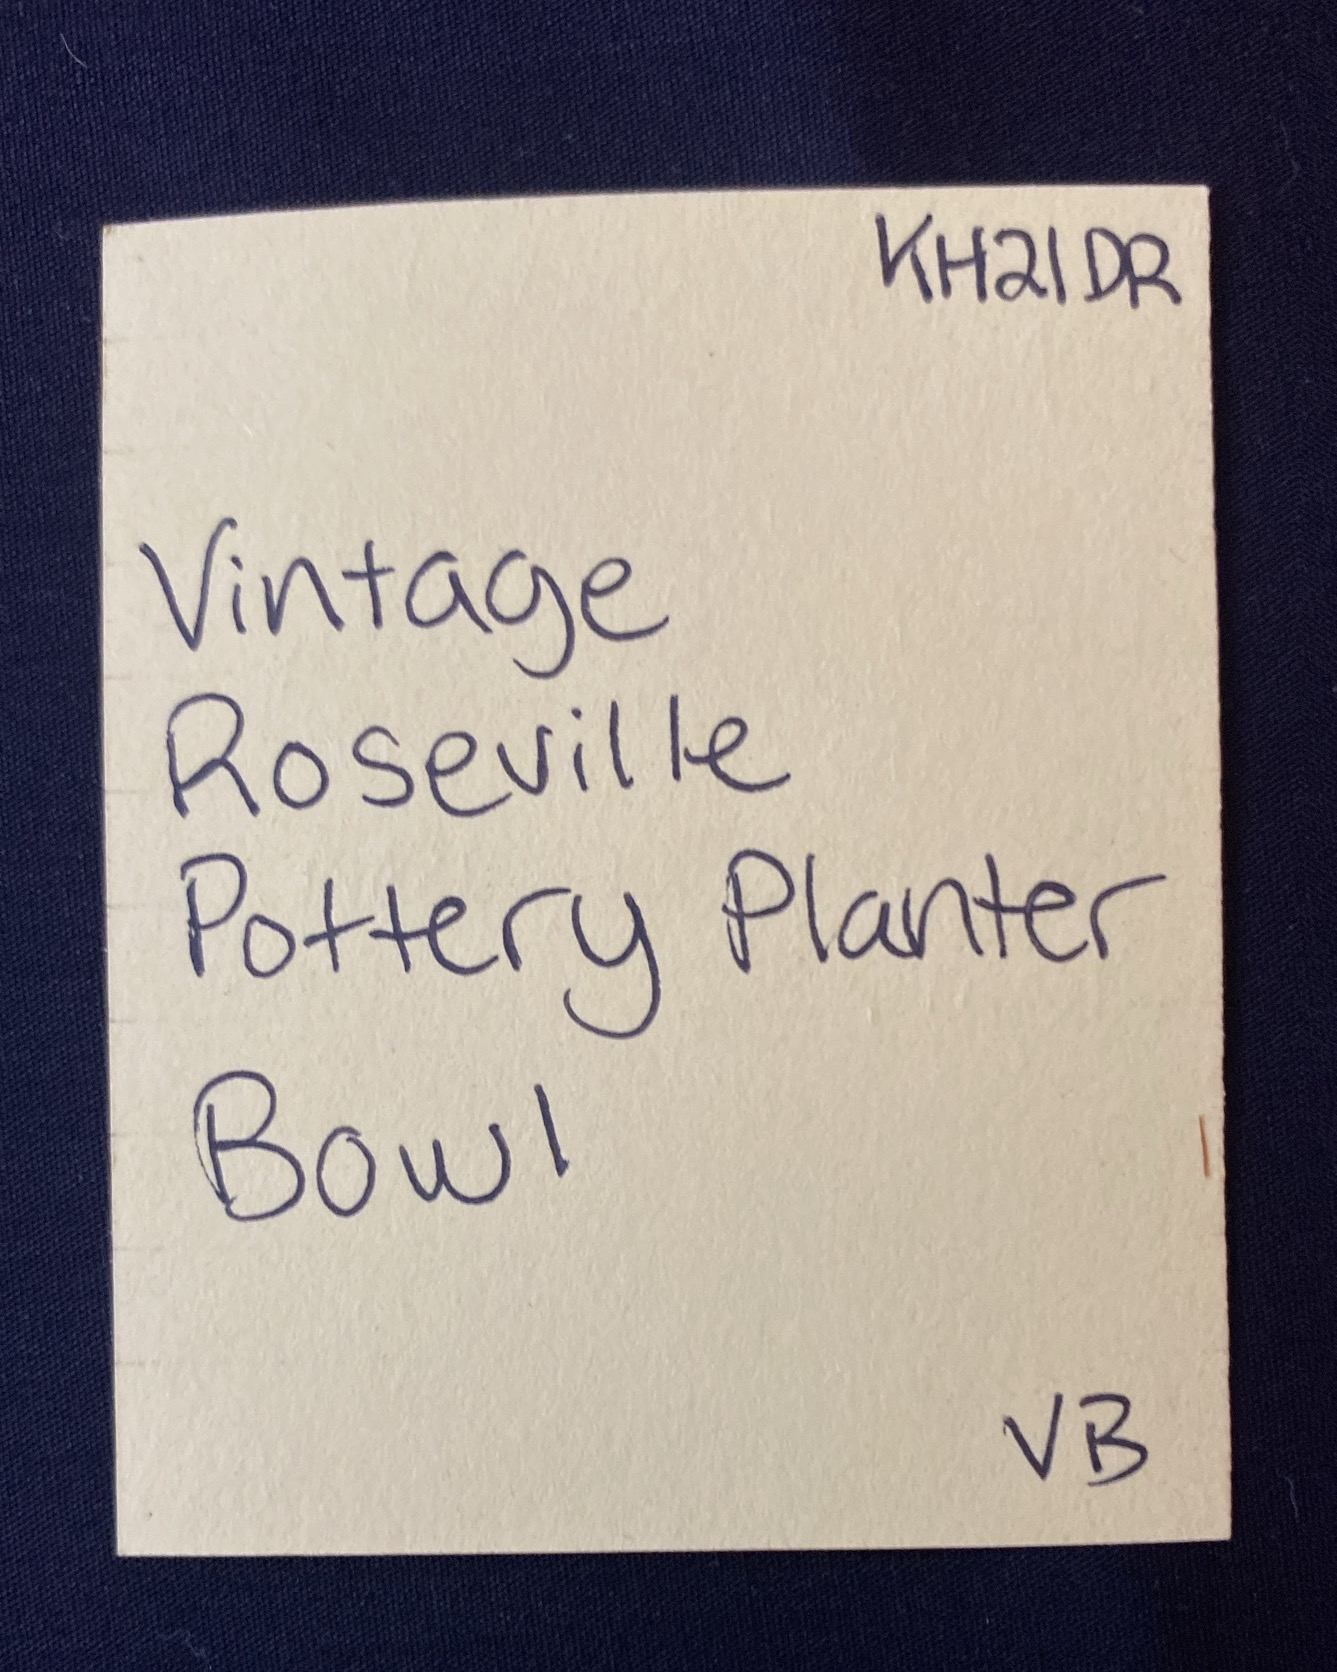 KH21DR
Vintage
Roseville
Pottery Planter
Bowl
VB